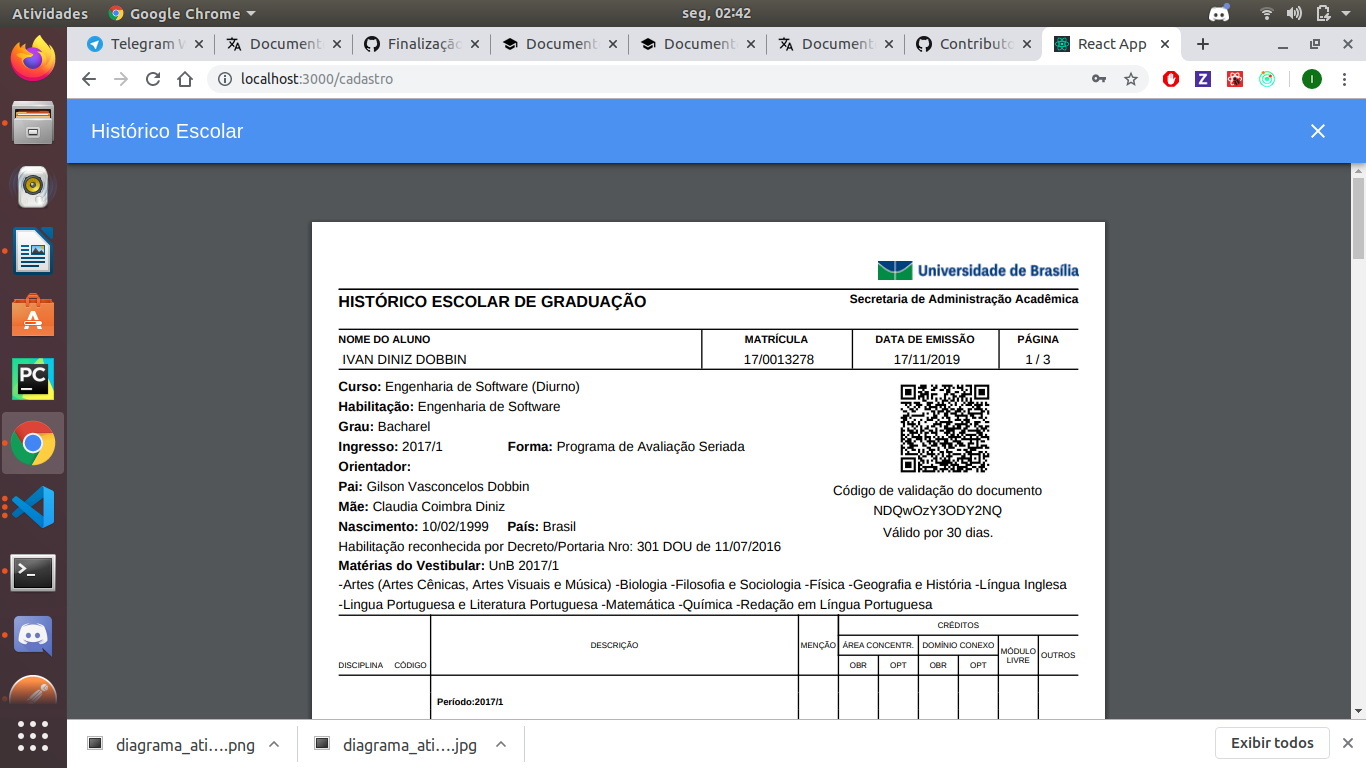 Atividades Google Chrome seg, 02:42
Telegram W Document Finalização Document Document Document Contributo React App
localhost:3000/cadastro Z I
Histórico Escolar
Universidade de Brasília
HISTÓRICO ESCOLAR DE GRADUAÇÃO Secretaria de Administração Acadêmica
NOME DO ALUNO MATRÍCULA DATA DE EMISSÃO PÁGINA
IVAN DINIZ DOBBIN 17/0013278 17/11/2019 1 / 3
Curso: Engenharia de Software (Diurno)
Habilitação: Engenharia de Software
Grau: Bacharel
Ingresso: 2017/1 Forma: Programa de Avaliação Seriada
Orientador:
Pai: Gilson Vasconcelos Dobbin
Mãe: Claudia Coimbra Diniz
Nascimento: 10/02/1999 País: Brasil
Código de validação do documento
NDQwOzY3ODY2NQ
Válido por 30 dias.
Habilitação reconhecida por Decreto/Portaria Nro: 301 DOU de 11/07/2016
Matérias do Vestibular: UnB 2017/1
-Artes (Artes Cênicas, Artes Visuais e Música) -Biologia -Filosofia e Sociologia -Física -Geografia e História -Língua Inglesa
-Lingua Portuguesa e Literatura Portuguesa -Matemática -Química -Redação em Língua Portuguesa
CRÉDITOS
DESCRIÇÃO MENÇÃO ÁREA CONCENTR. DOMÍNIO CONEXO MÓDULO LIVRE OUTROS
DISCIPLINA CÓDIGO OBR OPT OBR OPT
Período:2017/1
PC
diagrama_ati....png diagrama_ati....jpg Exibir todos